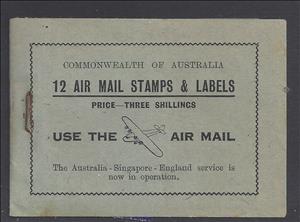 COMMONWEALTH OF AUSTRALIA
12 AIR MAIL STAMPS & LABELS
PRICE—THREE SHILLINGS
USE THE AIR MAIL
The Australia - Singapore - England service is
now in operation.